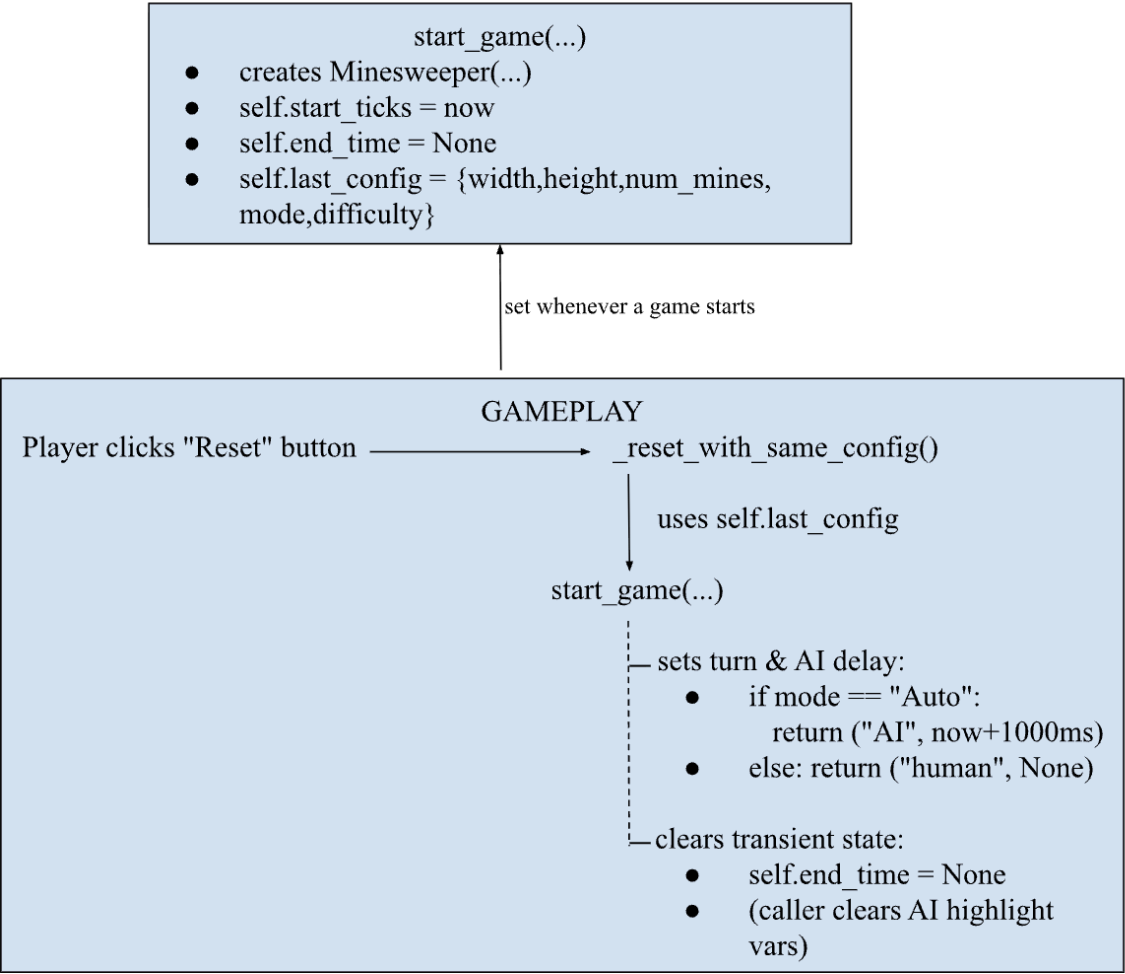 start_game(...)
● creates Minesweeper(...)
● self.start_ticks = now
● self.end_time = None
● self.last_config = {width,height,num_mines,
mode,difficulty}
set whenever a game starts
GAMEPLAY
Player clicks "Reset" button
_reset_with_same_config()
uses self.last_config
start_game(...)
sets turn & AI delay:
● if mode == "Auto":
return ("AI", now+1000ms)
● else: return ("human", None)
clears transient state:
● self.end_time = None
● (caller clears AI highlight
vars)